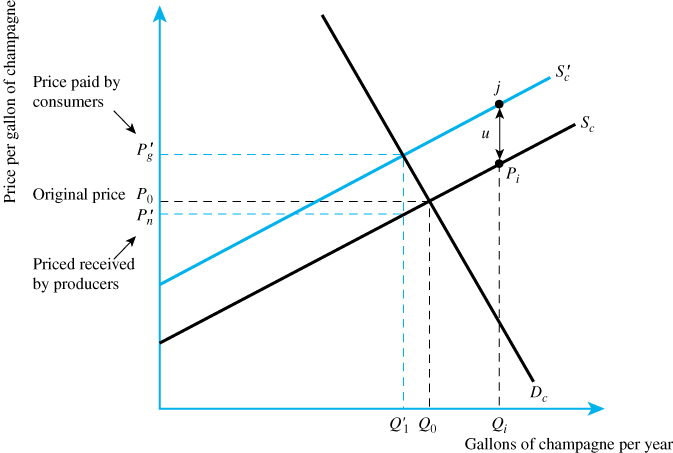 Price per gallon of champagne
Price paid by
consumers
P′g
Original price P0
P′n
Priced received
by producers
S′c
j
u
Sc
Pi
Dc
Q′1 Q0 Qi
Gallons of champagne per year